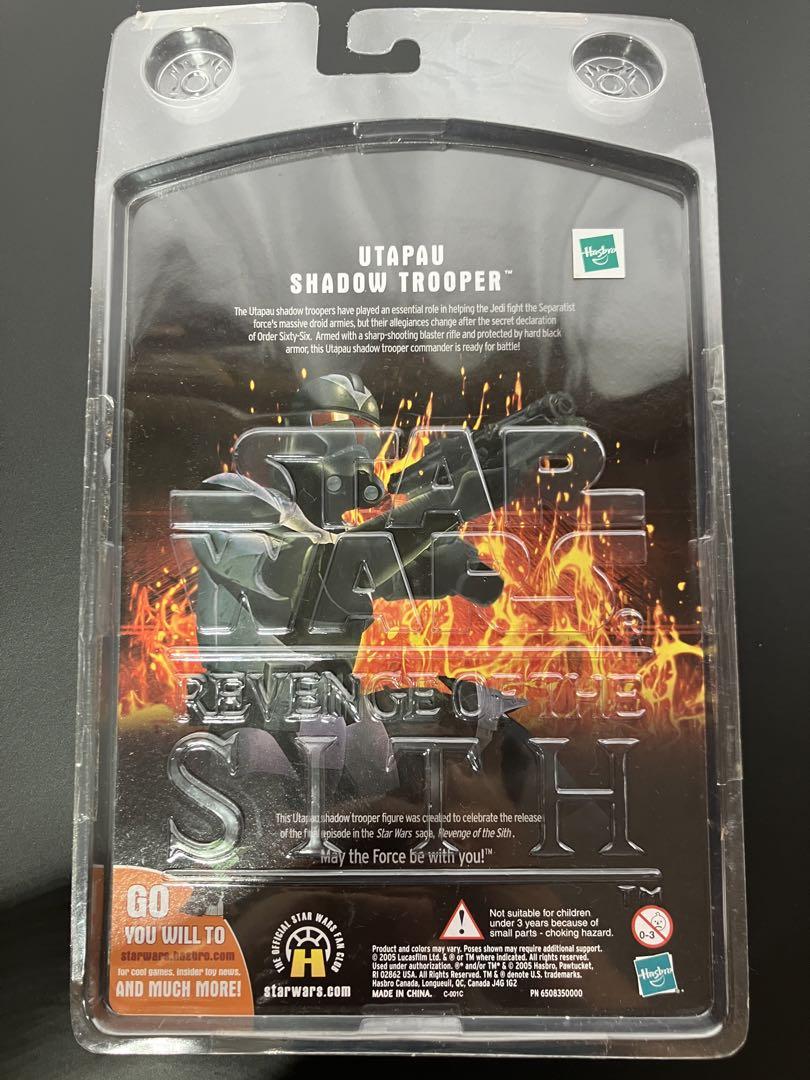 UTAPAU
SHADOW TROOPER™
Hasbro
The Utapau shadow troopers have played an essential role in helping the Jedi fight the Separatist
force's massive droid armies, but their allegiances change after the secret declaration
of Order Sixty-Six. Armed with a sharp-shooting blaster rifle and protected by hard black
armor, this Utapau shadow trooper commander is ready for battle!
STAR
WARS®
REVENGE OF THE
SITH
TM
This Utapau shadow trooper figure was created to celebrate the release
of the final episode in the Star Wars saga, Revenge of the Sith.
May the Force be with you!™
GO
YOU WILL TO
starwars.hasbro.com
for cool games, insider toy news,
AND MUCH MORE!
THE OFFICIAL STAR WARS FAN CLUB
H
starwars.com
Not suitable for children
under 3 years because of
small parts - choking hazard.
0-3
Product and colors may vary. Poses shown may require additional support.
© 2005 Lucasfilm Ltd. & ® or TM where indicated. All rights reserved.
Used under authorization. ®* and/or TM* & © 2005 Hasbro, Pawtucket,
RI 02862 USA. All Rights Reserved. TM & ® denote U.S. trademarks.
Hasbro Canada, Longueuil, QC, Canada J4G 1G2
MADE IN CHINA. C-001C PN 6508350000
Hasbro